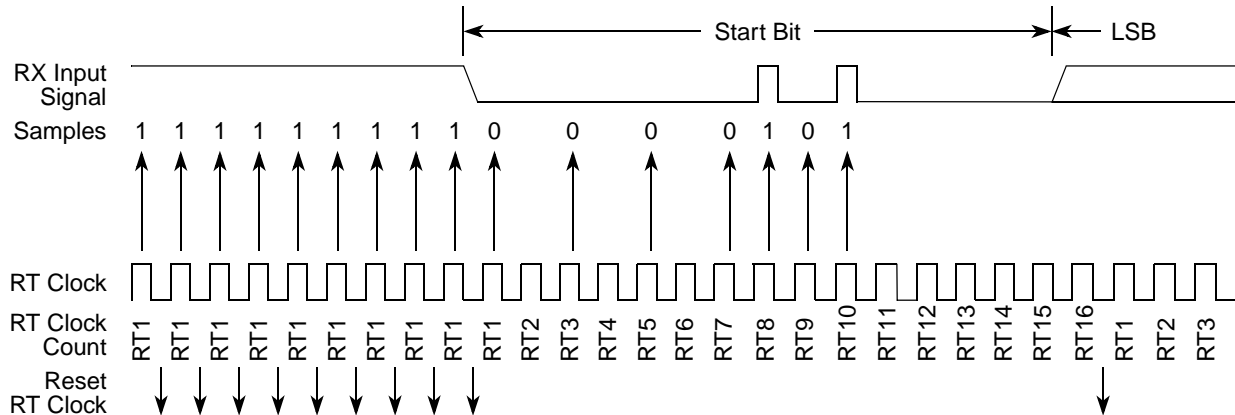 Start Bit LSB
RX Input
Signal
Samples 1 1 1 1 1 1 1 1 1 0 0 0 0 1 0 1
RT Clock
RT Clock
Count
RT1 RT1 RT1 RT1 RT1 RT1 RT1 RT1 RT1 RT1 RT2 RT3 RT4 RT5 RT6 RT7 RT8 RT9 RT10 RT11 RT12 RT13 RT14 RT15 RT16 RT1 RT2 RT3
Reset
RT Clock